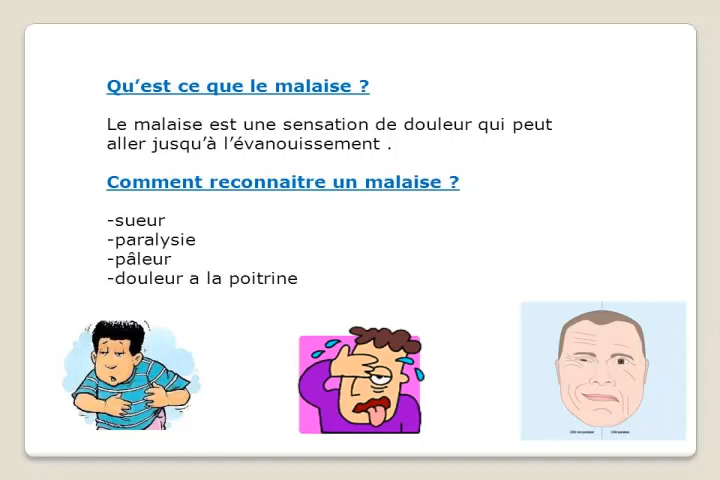 Qu’est ce que le malaise ?
Le malaise est une sensation de douleur qui peut
aller jusqu’à l’évanouissement .
Comment reconnaitre un malaise ?
-sueur
-paralysie
-pâleur
-douleur a la poitrine